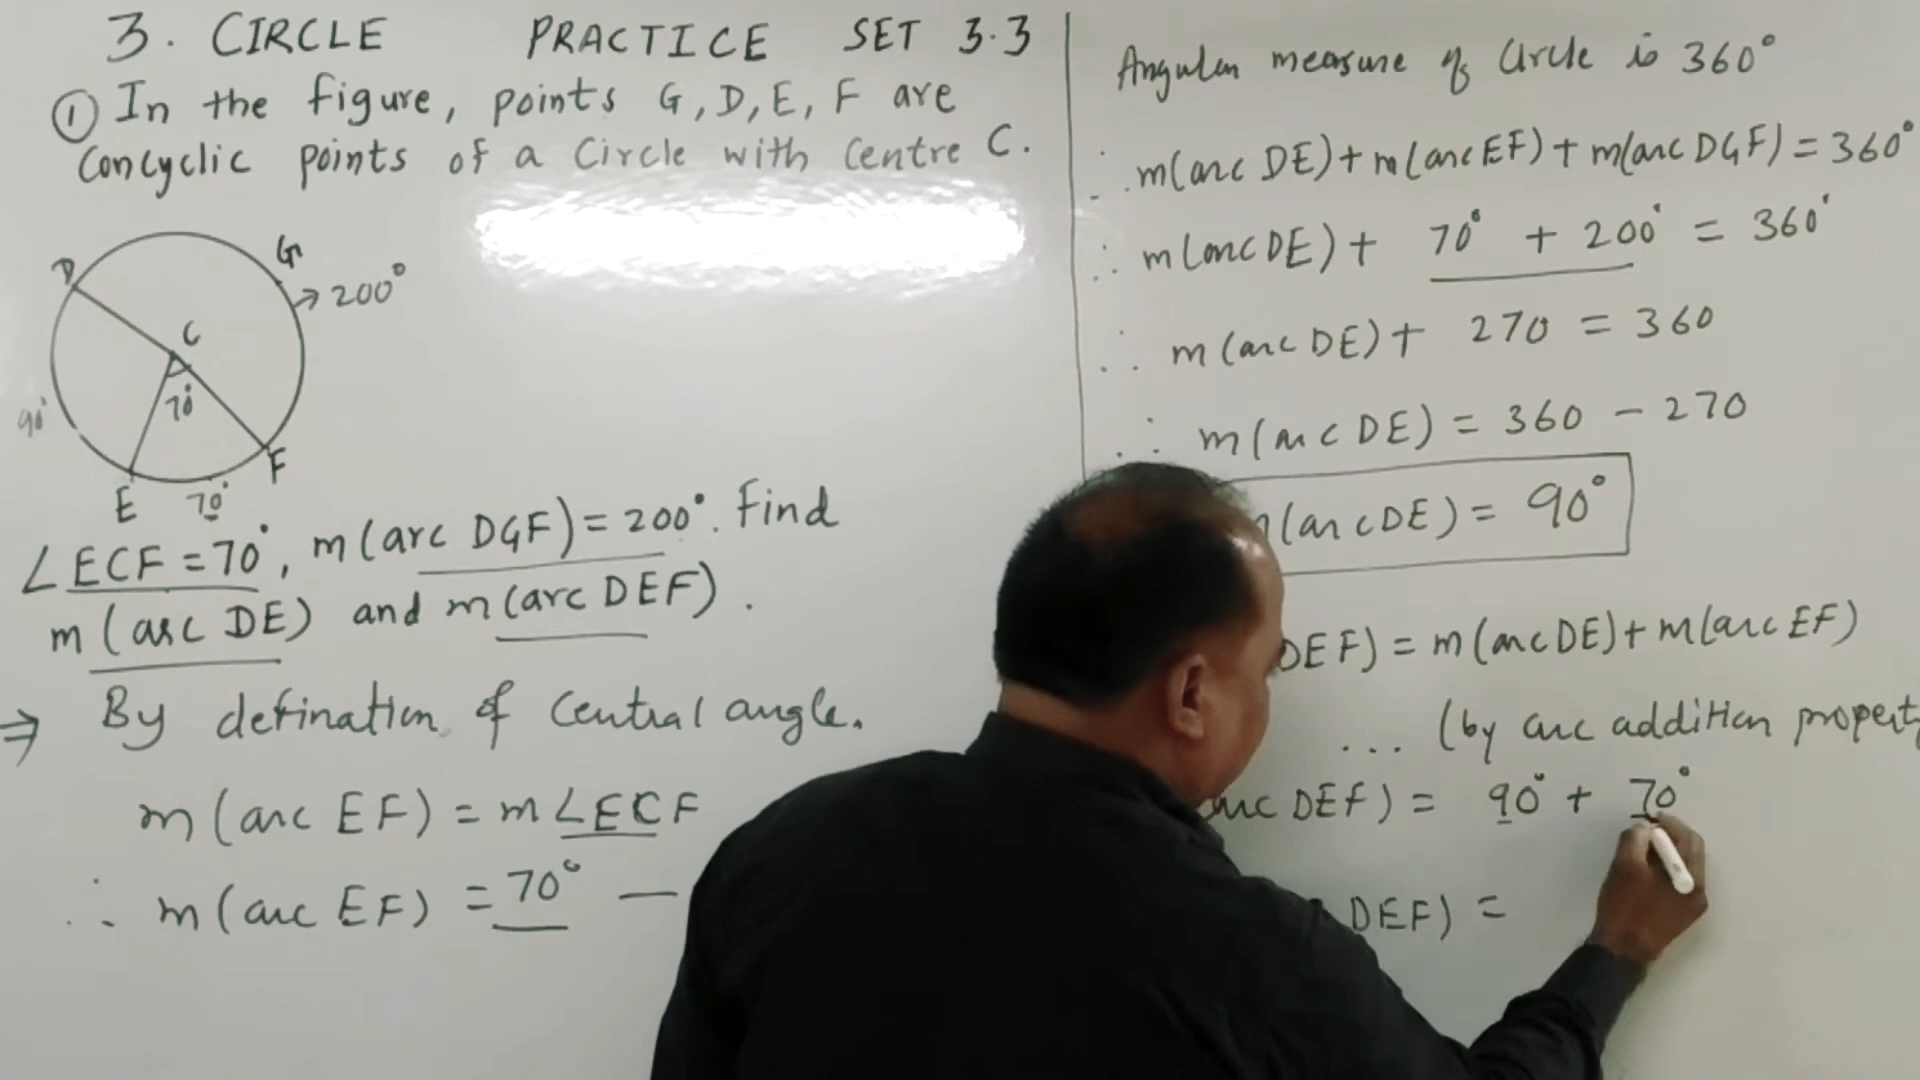 3. CIRCLE PRACTICE SET 3.3
① In the figure, points G, D, E, F are
Concyclic points of a Circle with Centre C.
D
G
200°
C
70°
90°
E
70°
F
∠ECF = 70°, m(arc DGF) = 200°. Find
m(arc DE) and m(arc DEF).
⇒ By defination of Central angle.
m(arc EF) = m∠ECF
∴ m(arc EF) = 70° —
Angular measure of Circle is 360°
∴ m(arc DE) + m(arc EF) + m(arc DGF) = 360°
∴ m(arc DE) + 70° + 200° = 360°
∴ m(arc DE) + 270 = 360
∴ m(arc DE) = 360 - 270
(arc DE) = 90°
DEF) = m(arc DE) + m(arc EF)
... (by arc addition
arc DEF) = 90° + 70°
DEF) =